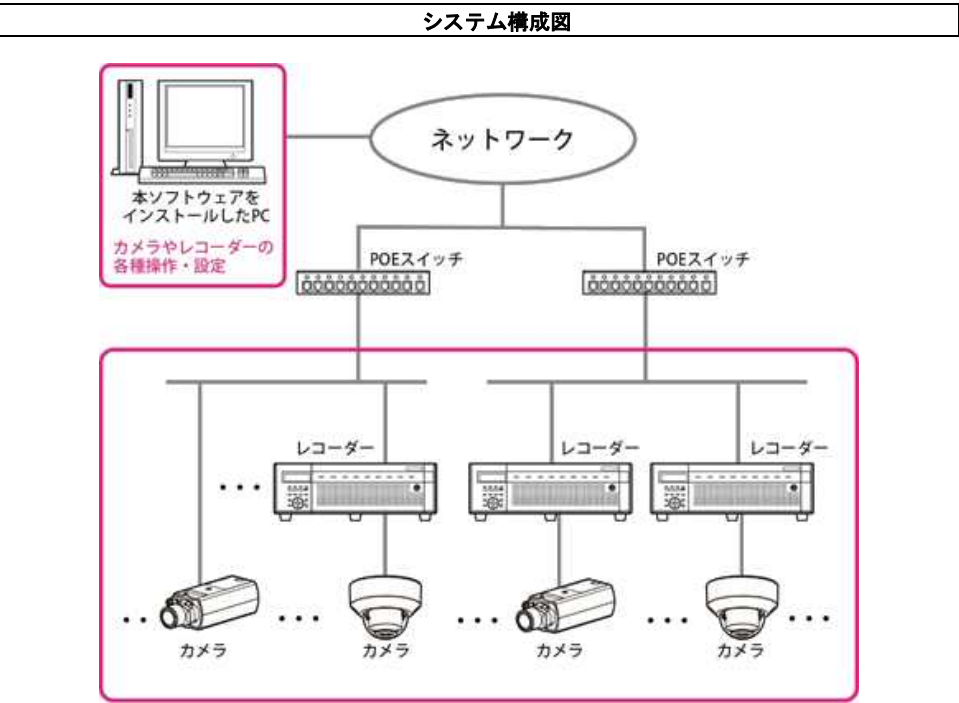 システム構成図
ネットワーク
本ソフトウェアを
インストールしたPC
カメラやレコーダーの
各種操作・設定
POEスイッチ
POEスイッチ
レコーダー
レコーダー
レコーダー
カメラ
カメラ
カメラ
カメラ